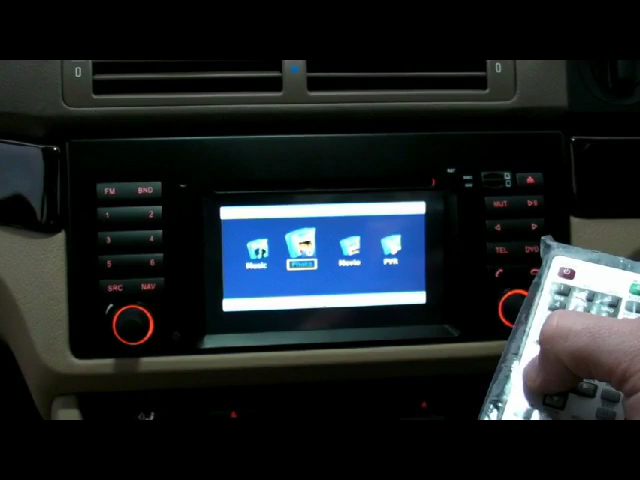 FM BND
1 2
3 4
5 6
SRC NAV
Music Photo Movie PVR
MUT
TEL DVD